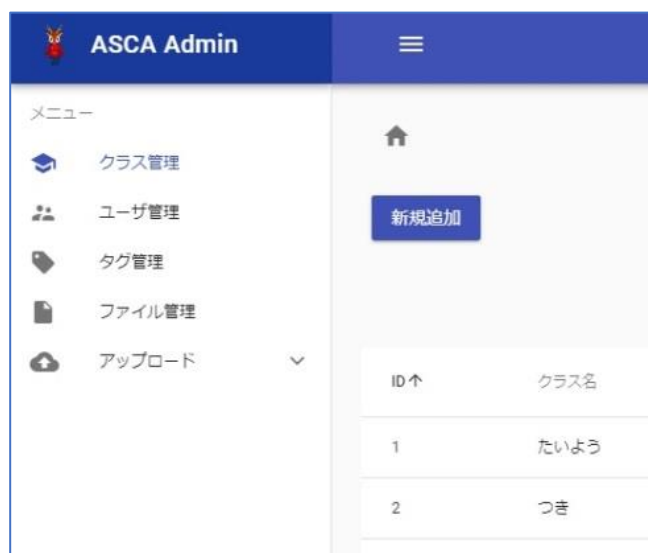 ASCA Admin
メニュー
クラス管理
ユーザ管理
タグ管理
ファイル管理
アップロード
新規追加
ID↑ クラス名
1 たいよう
2 つき